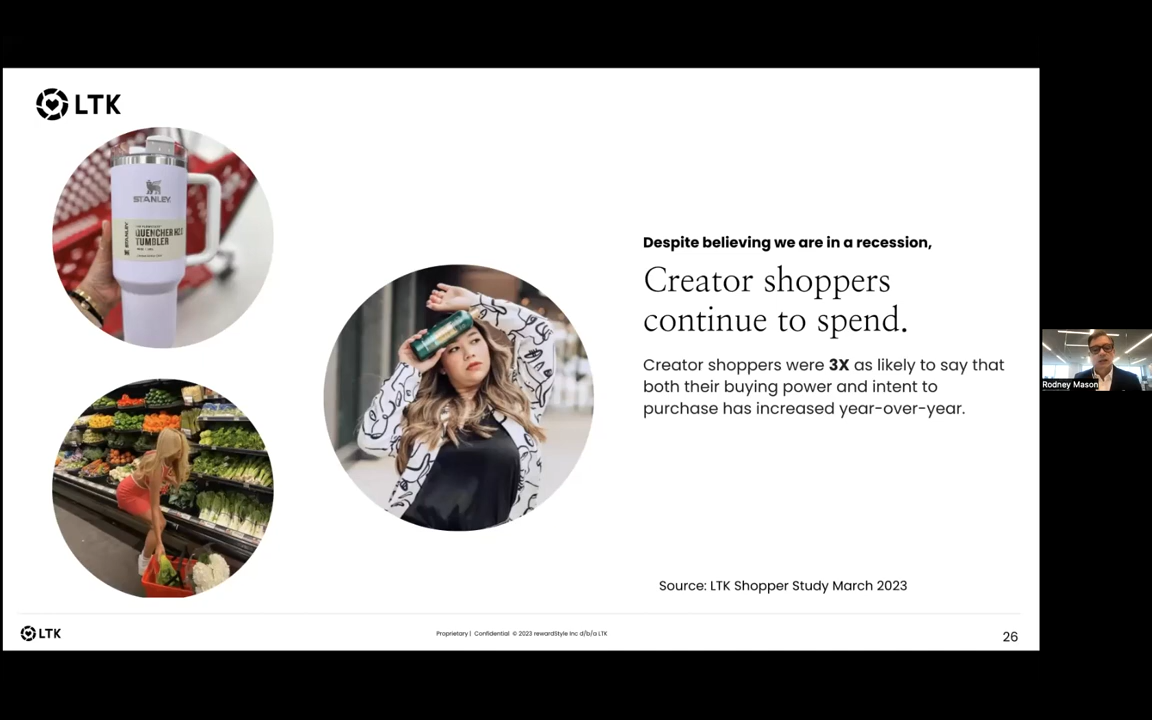 LTK
STANLEY
STANLEY
QUENCHER H2.0
TUMBLER
Despite believing we are in a recession,
Creator shoppers
continue to spend.
Creator shoppers were 3X as likely to say that
both their buying power and intent to
purchase has increased year-over-year.
Rodney Mason
Source: LTK Shopper Study March 2023
LTK
Proprietary | Confidential © 2023 rewardStyle Inc d/b/a LTK
26